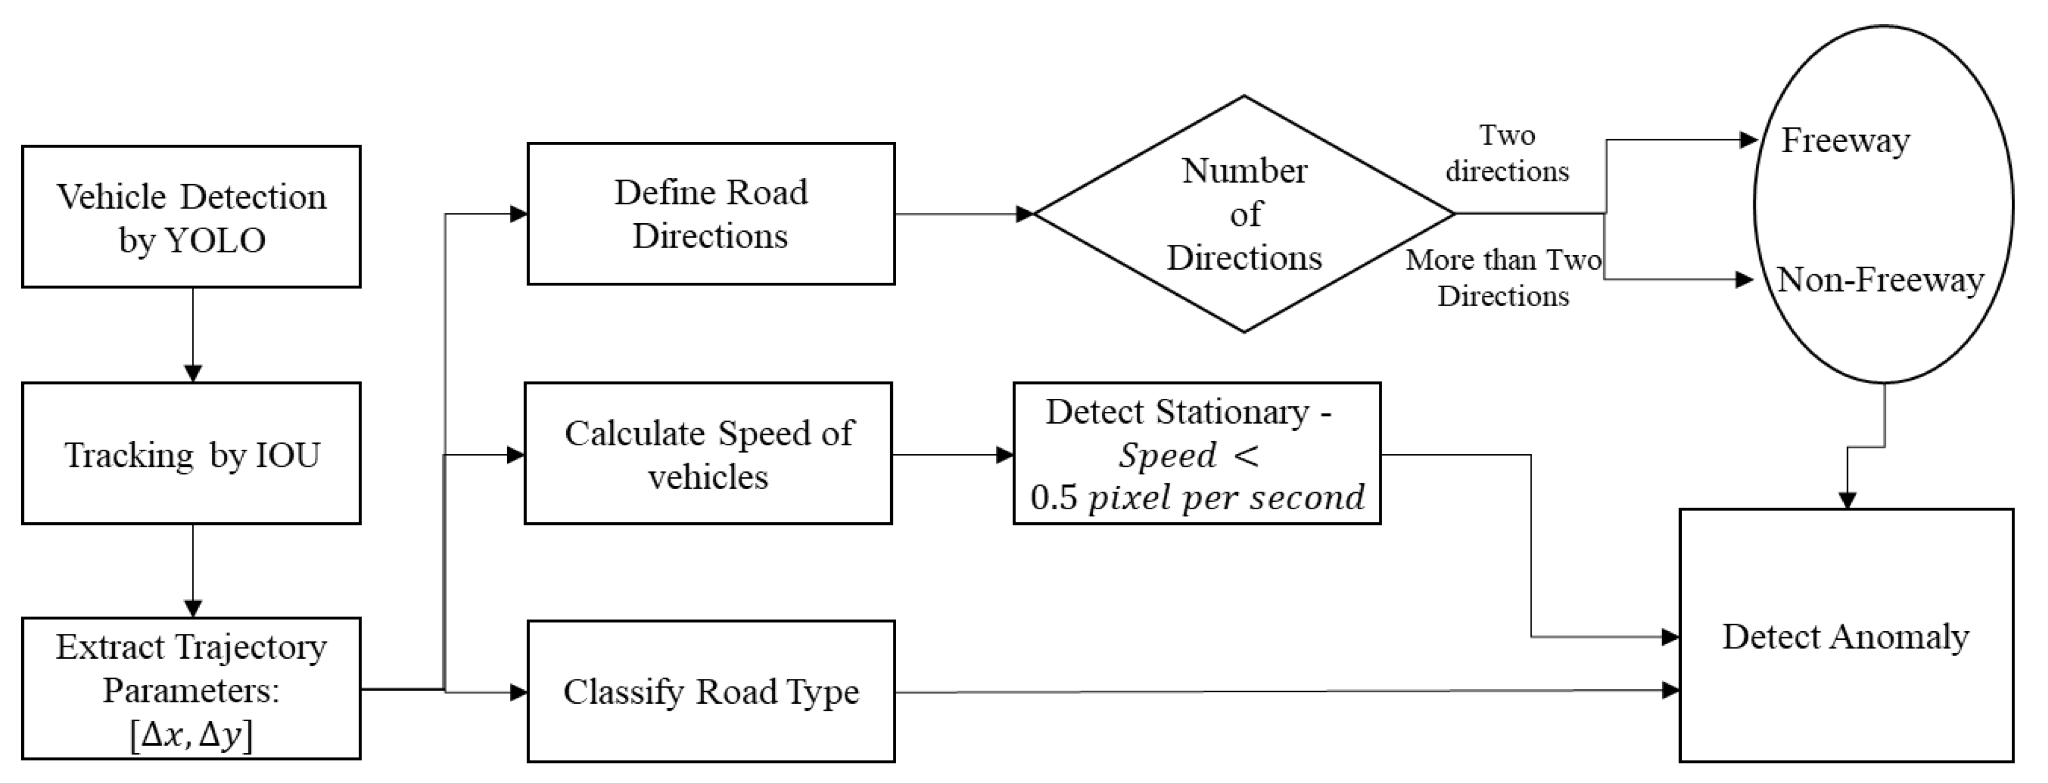 Vehicle Detection
by YOLO
Tracking by IOU
Extract Trajectory
Parameters:
[Δx, Δy]
Define Road
Directions
Number
of
Directions
Two
directions
More than Two
Directions
Freeway
Non-Freeway
Calculate Speed of
vehicles
Detect Stationary -
Speed <
0.5 pixel per second
Classify Road Type
Detect Anomaly